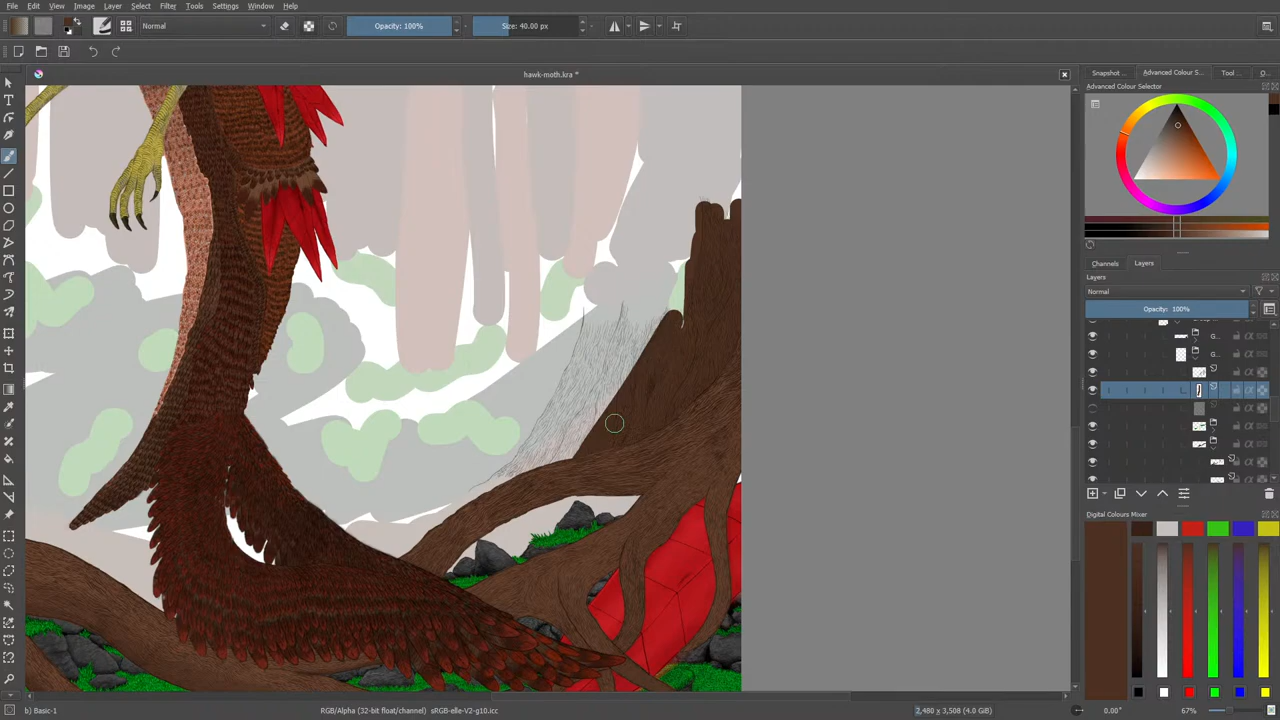 File Edit View Image Layer Select Filter Tools Settings Window Help
Normal Opacity: 100% Size: 40.00 px
hawk-moth.kra *
Snapshot ... Advanced Colour S... Tool ... O...
Advanced Colour Selector
Channels Layers
Layers
Normal
Opacity: 100%
G...
G...
Digital Colours Mixer
b) Basic-1 RGB/Alpha (32-bit float/channel) sRGB-elle-V2-g10.icc 2,480 x 3,508 (4.0 GiB) 0.00° 67%